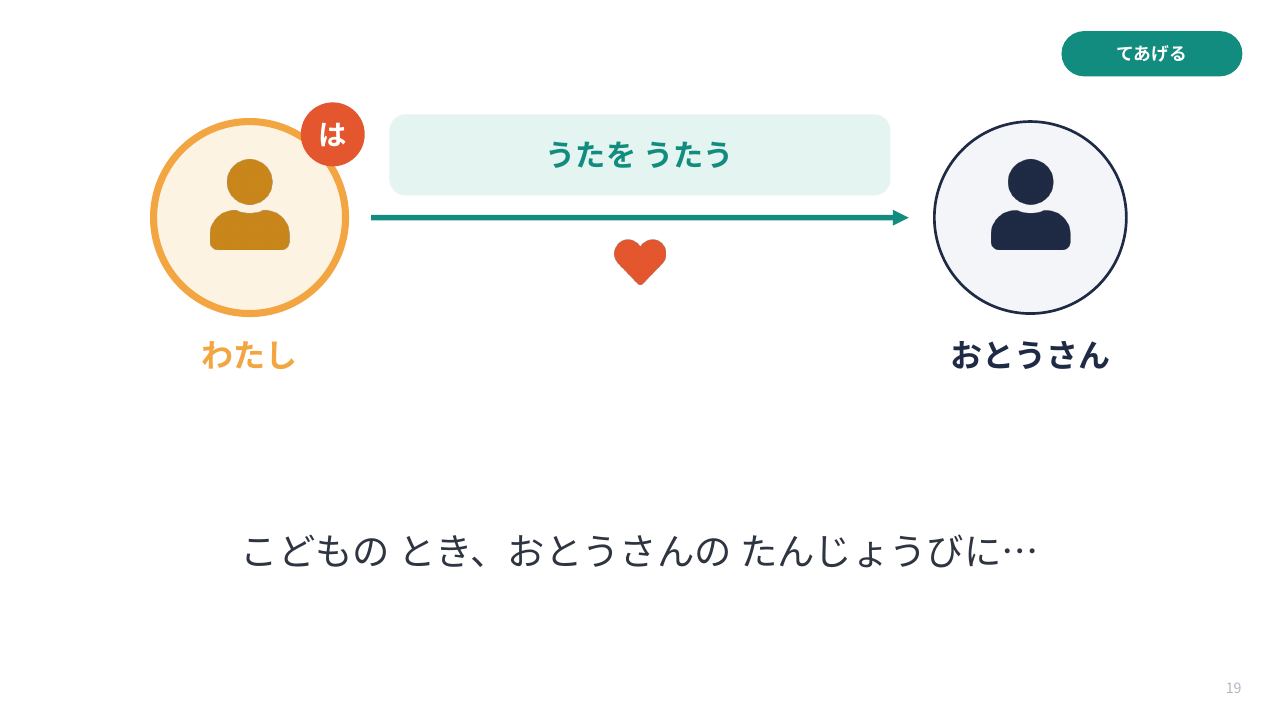 てあげる
は
うたを うたう
わたし
おとうさん
こどもの とき、おとうさんの たんじょうびに…
19